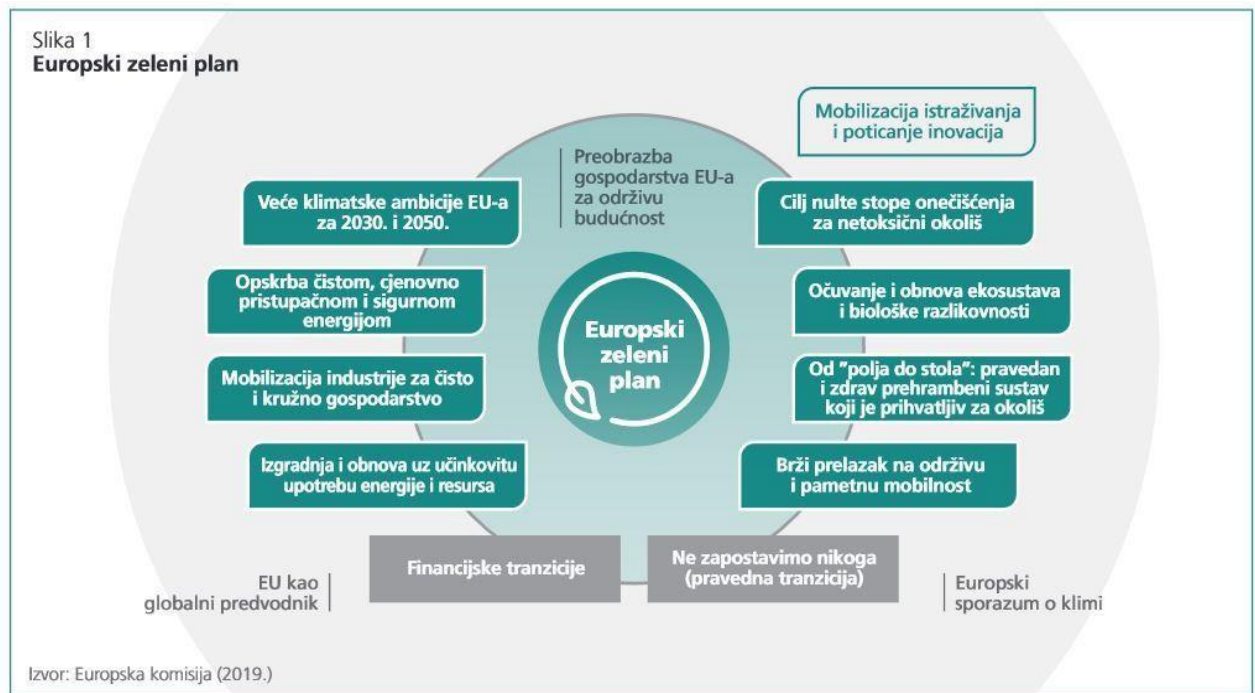 Slika 1
Europski zeleni plan
Mobilizacija istraživanja
i poticanje inovacija
Preobrazba
gospodarstva EU-a
za održivu
budućnost
Veće klimatske ambicije EU-a
za 2030. i 2050.
Cilj nulte stope onečišćenja
za netoksični okoliš
Opskrba čistom, cjenovno
pristupačnom i sigurnom
energijom
Očuvanje i obnova ekosustava
i biološke razlikovnosti
Europski
zeleni
plan
Mobilizacija industrije za čisto
i kružno gospodarstvo
Od "polja do stola": pravedan
i zdrav prehrambeni sustav
koji je prihvatljiv za okoliš
Izgradnja i obnova uz učinkovitu
upotrebu energije i resursa
Brži prelazak na održivu
i pametnu mobilnost
Financijske tranzicije
Ne zapostavimo nikoga
(pravedna tranzicija)
EU kao
globalni predvodnik
Europski
sporazum o klimi
Izvor: Europska komisija (2019.)